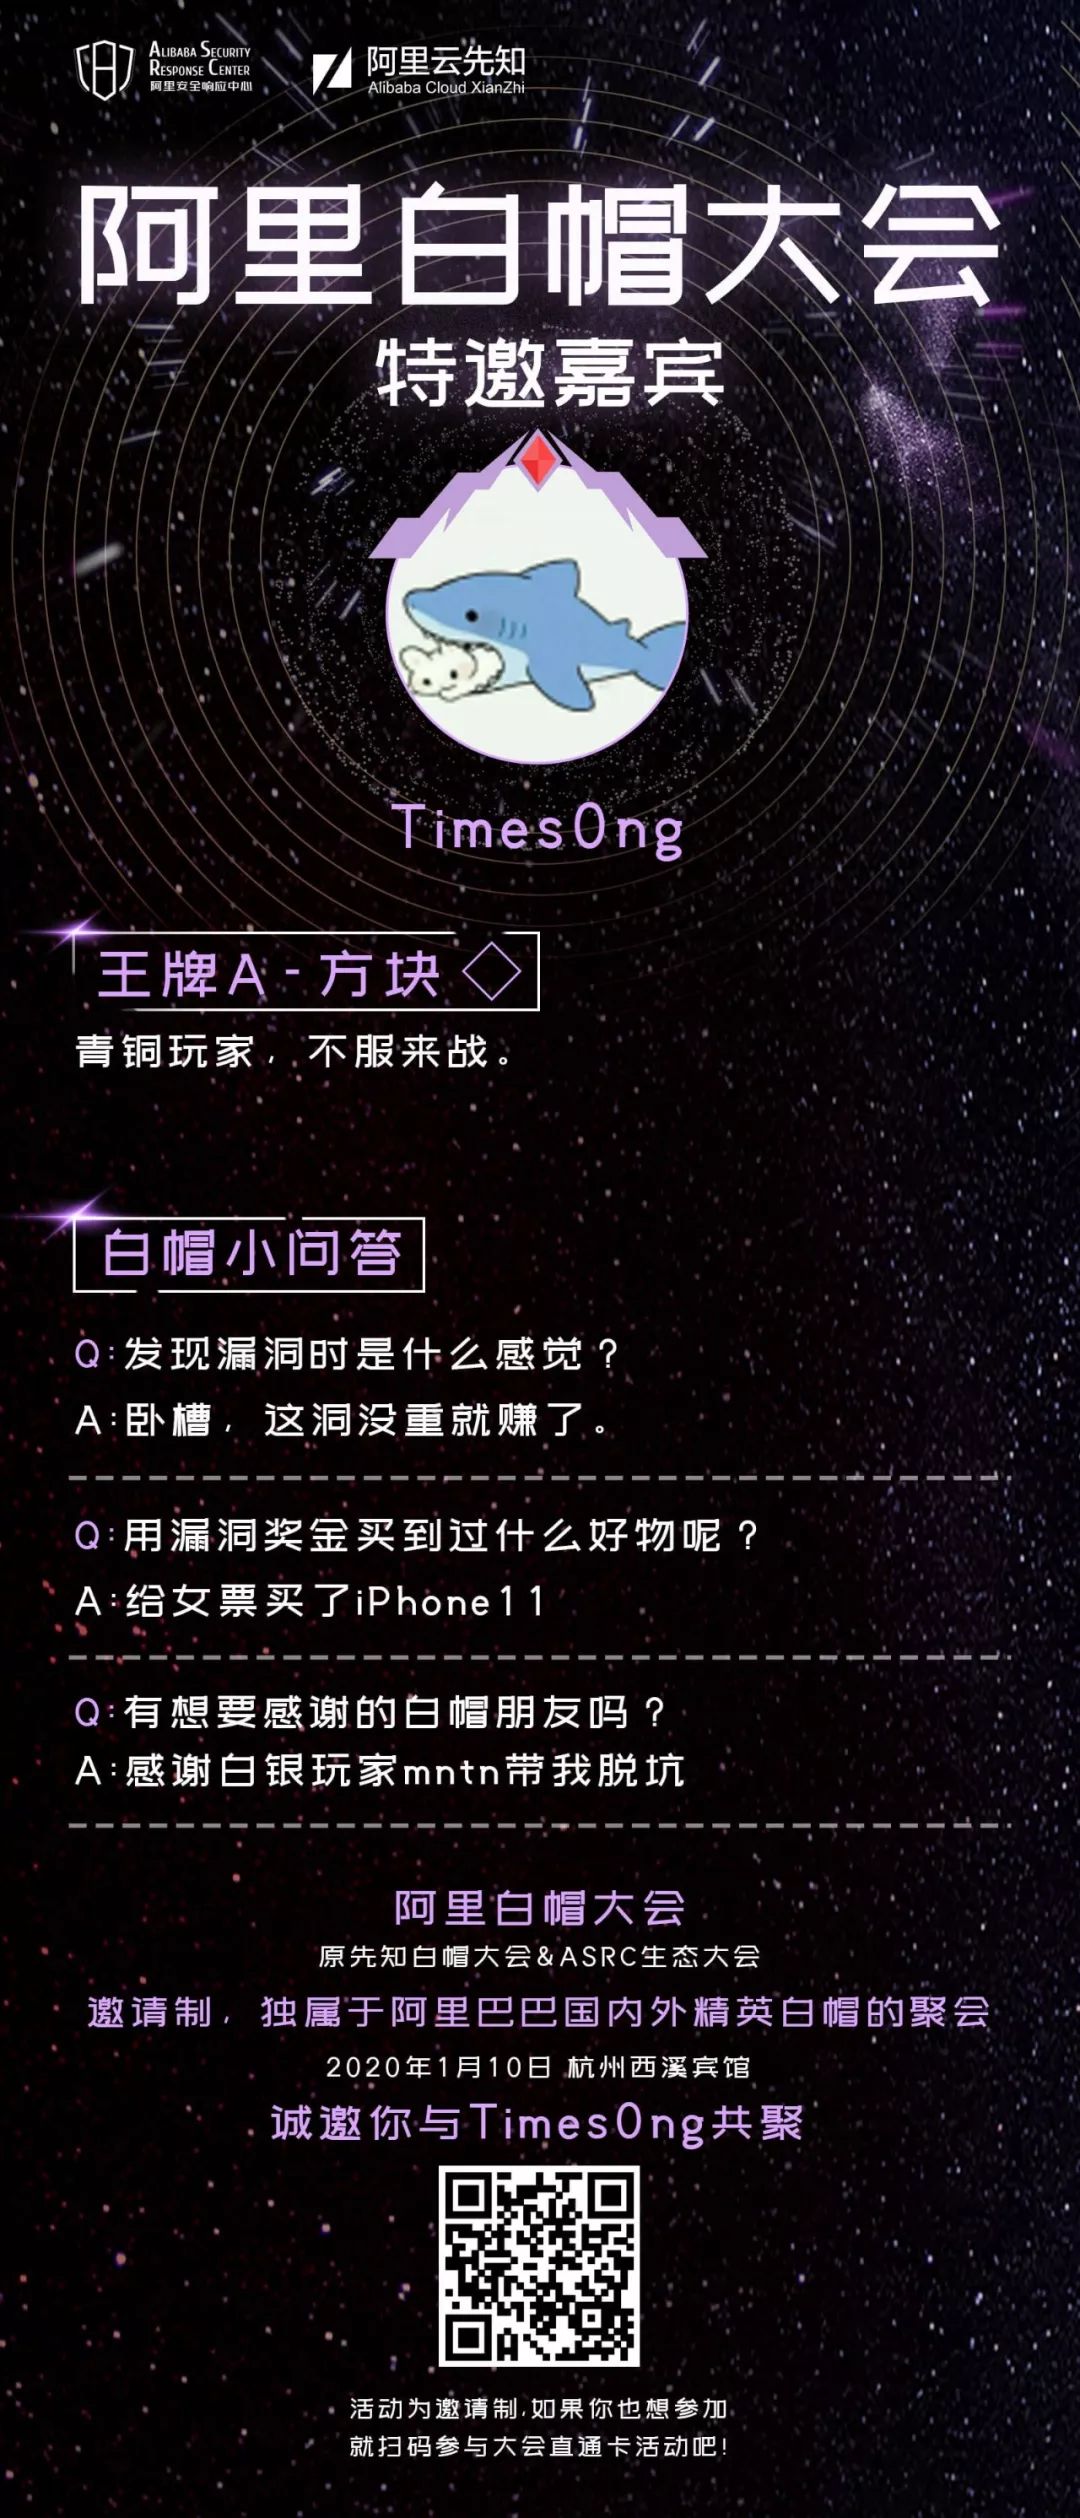 ALIBABA SECURITY
RESPONSE CENTER
阿里安全响应中心
阿里云先知
Alibaba Cloud XianZhi
阿里白帽大会
特邀嘉宾
Times0ng
王牌A-方块
青铜玩家，不服来战。
白帽小问答
Q:发现漏洞时是什么感觉？
A:卧槽，这洞没重就赚了。
Q:用漏洞奖金买到过什么好物呢？
A:给女票买了iPhone11
Q:有想要感谢的白帽朋友吗？
A:感谢白银玩家mntn带我脱坑
阿里白帽大会
原先知白帽大会&ASRC生态大会
邀请制，独属于阿里巴巴国内外精英白帽的聚会
2020年1月10日 杭州西溪宾馆
诚邀你与Times0ng共聚
活动为邀请制,如果你也想参加
就扫码参与大会直通卡活动吧!